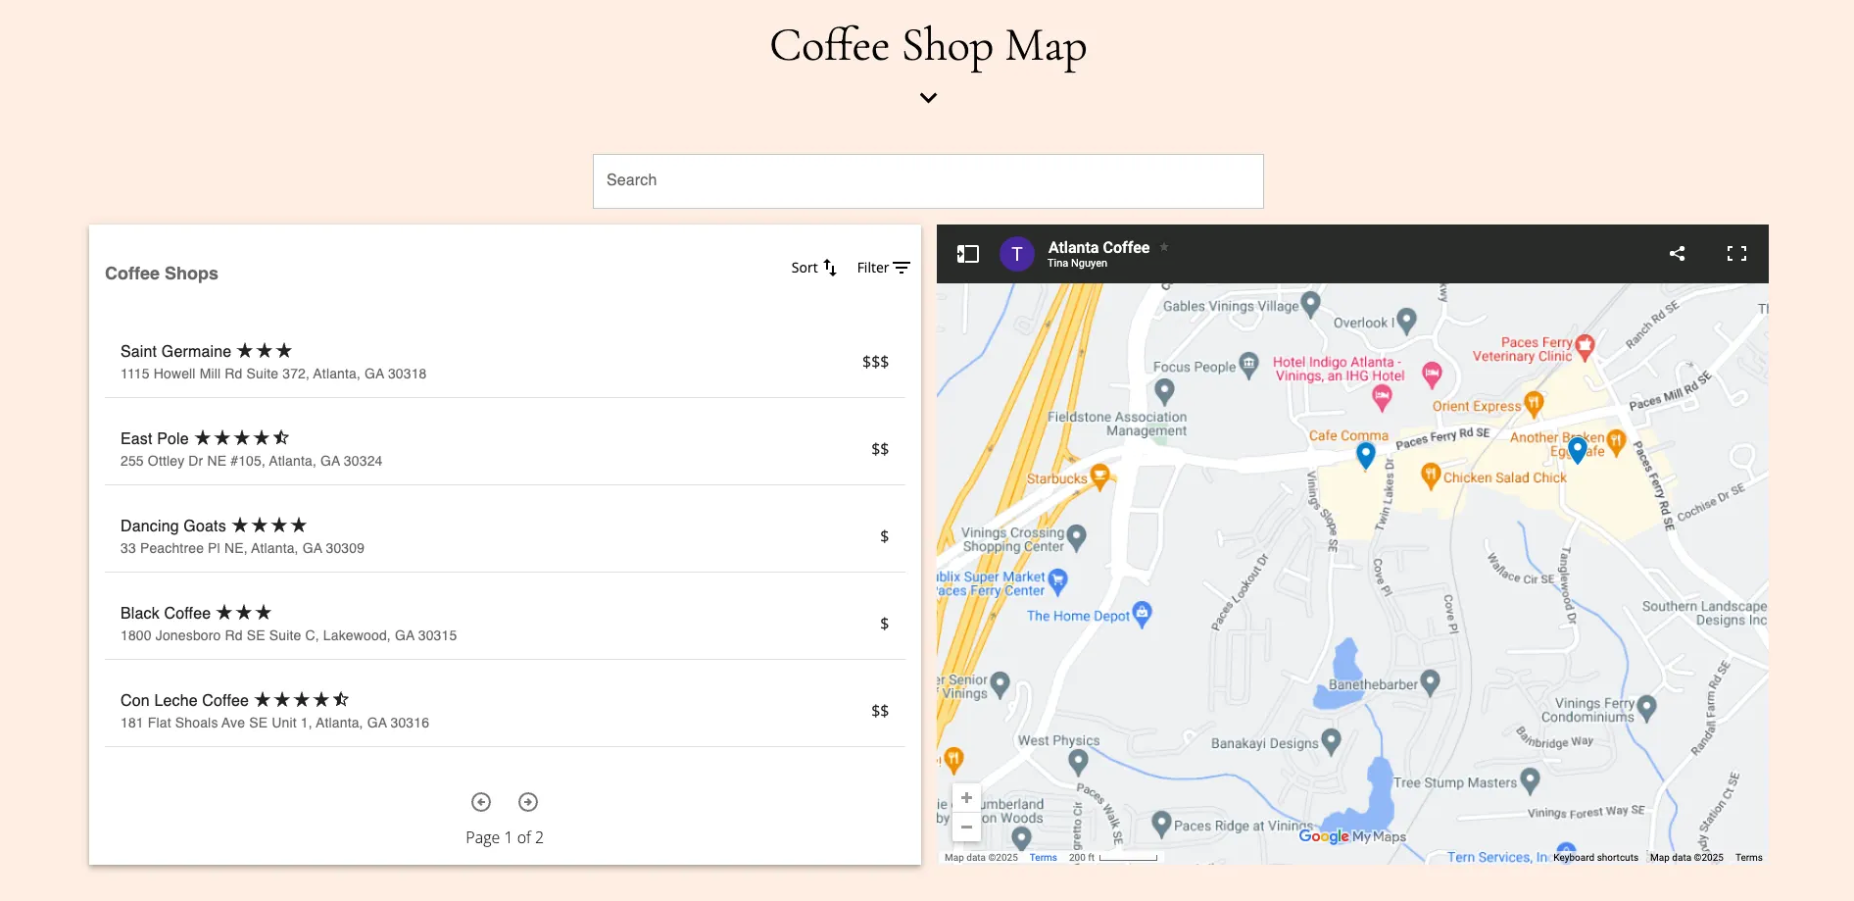 Coffee Shop Map
Search
Coffee Shops
Sort
Filter
Saint Germaine ★★★
1115 Howell Mill Rd Suite 372, Atlanta, GA 30318
$$$
East Pole
255 Ottley Dr NE #105, Atlanta, GA 30324
$$
Dancing Goats ★★★★
33 Peachtree Pl NE, Atlanta, GA 30309
$
Black Coffee ★★★
1800 Jonesboro Rd SE Suite C, Lakewood, GA 30315
$
Con Leche Coffee
181 Flat Shoals Ave SE Unit 1, Atlanta, GA 30316
$$
Page 1 of 2
T
Atlanta Coffee
Tina Nguyen
Gables Vinings Village
Overlook I
Ranch Rd SE
Paces Ferry
Veterinary Clinic
Focus People
Hotel Indigo Atlanta -
Vinings, an IHG Hotel
Paces Mill Rd SE
Orient Express
Fieldstone Association
Management
Cafe Comma
Paces Ferry Rd SE
Another Broken
Egg Cafe
Paces Ferry Rd SE
Starbucks
Chicken Salad Chick
Vinings Slope SE
Twin Lakes Dr
Cochise Dr SE
Vinings Crossing
Shopping Center
Wallace Cir SE
Tanglewood Dr
Cove Pl
Cove Pl
Paces Lookout Dr
blix Super Market
aces Ferry Center
The Home Depot
Southern Landscape
Designs Inc
er Senior
Vinings
Banethebarber
Vinings Ferry
Condominiums
Randall Farm Rd SE
West Physics
Banakayi Designs
Bainbridge Way
Tree Stump Masters
Paces Walk SE
umberland
on Woods
Paces Ridge at Vinings
Vinings Forest Way SE
dy Station Ct SE
+
−
Google My Maps
Map data ©2025
Terms
200 ft
Tern Services, Inc
Keyboard shortcuts
Map data ©2025
Terms